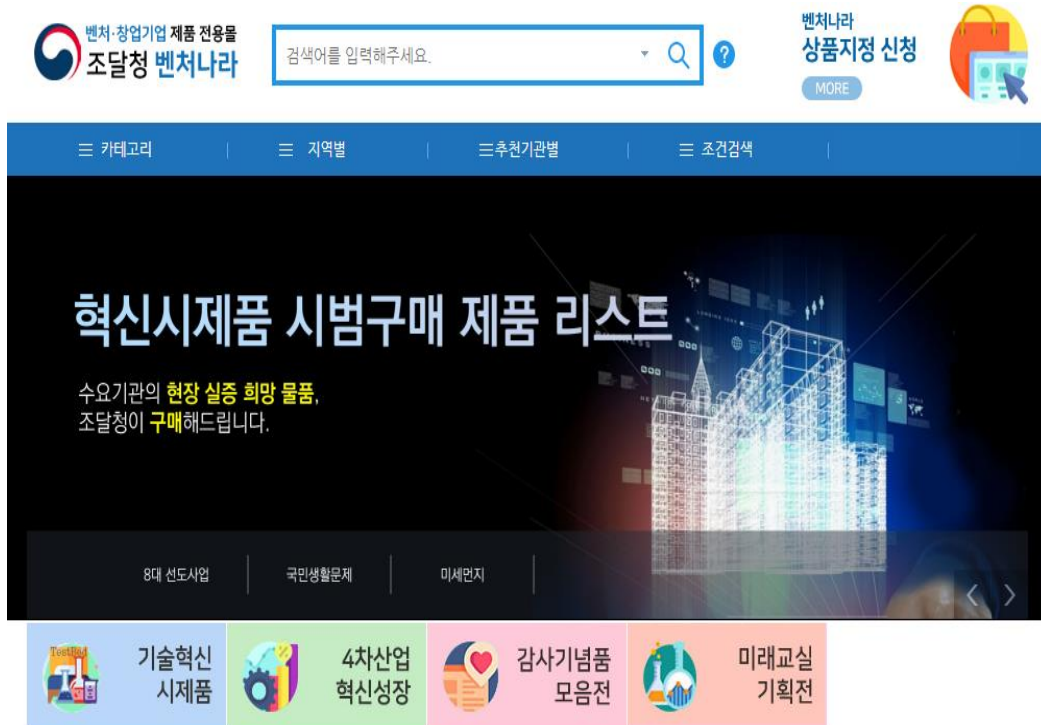 벤처·창업기업 제품 전용몰
조달청 벤처나라
검색어를 입력해주세요.
?
벤처나라
상품지정 신청
MORE
카테고리
지역별
추천기관별
조건검색
혁신시제품 시범구매 제품 리스트
수요기관의 현장 실증 희망 물품,
조달청이 구매해드립니다.
8대 선도사업
국민생활문제
미세먼지
TestBed
기술혁신
시제품
4차산업
혁신성장
감사기념품
모음전
미래교실
기획전